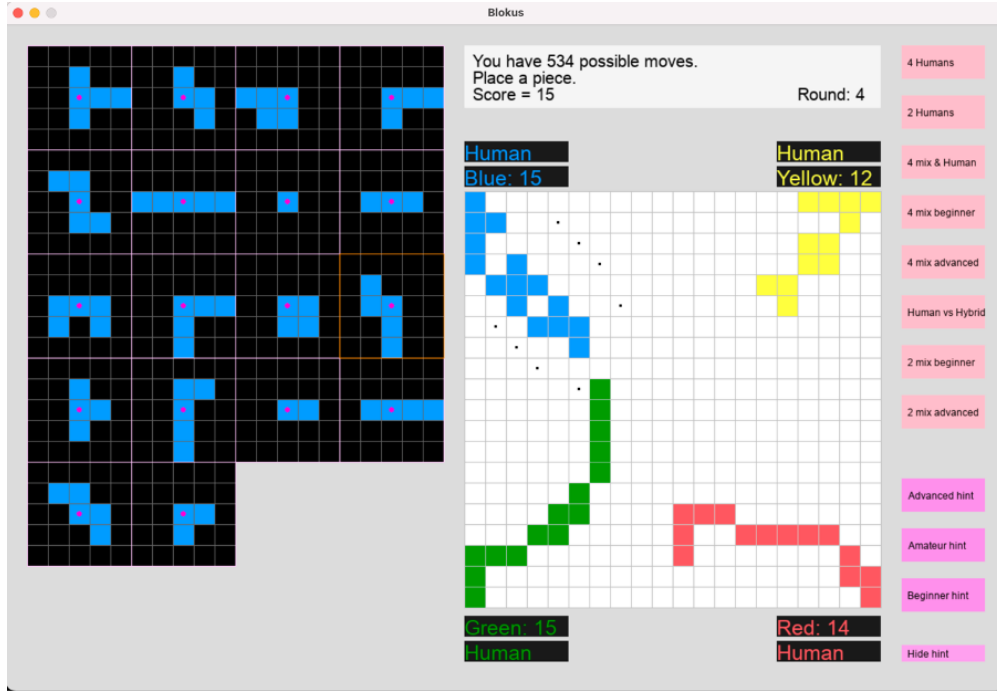 Blokus
You have 534 possible moves.
Place a piece.
Score = 15
Round: 4
Human
Blue: 15
Human
Yellow: 12
Green: 15
Human
Red: 14
Human
4 Humans
2 Humans
4 mix & Human
4 mix beginner
4 mix advanced
Human vs Hybrid
2 mix beginner
2 mix advanced
Advanced hint
Amateur hint
Beginner hint
Hide hint